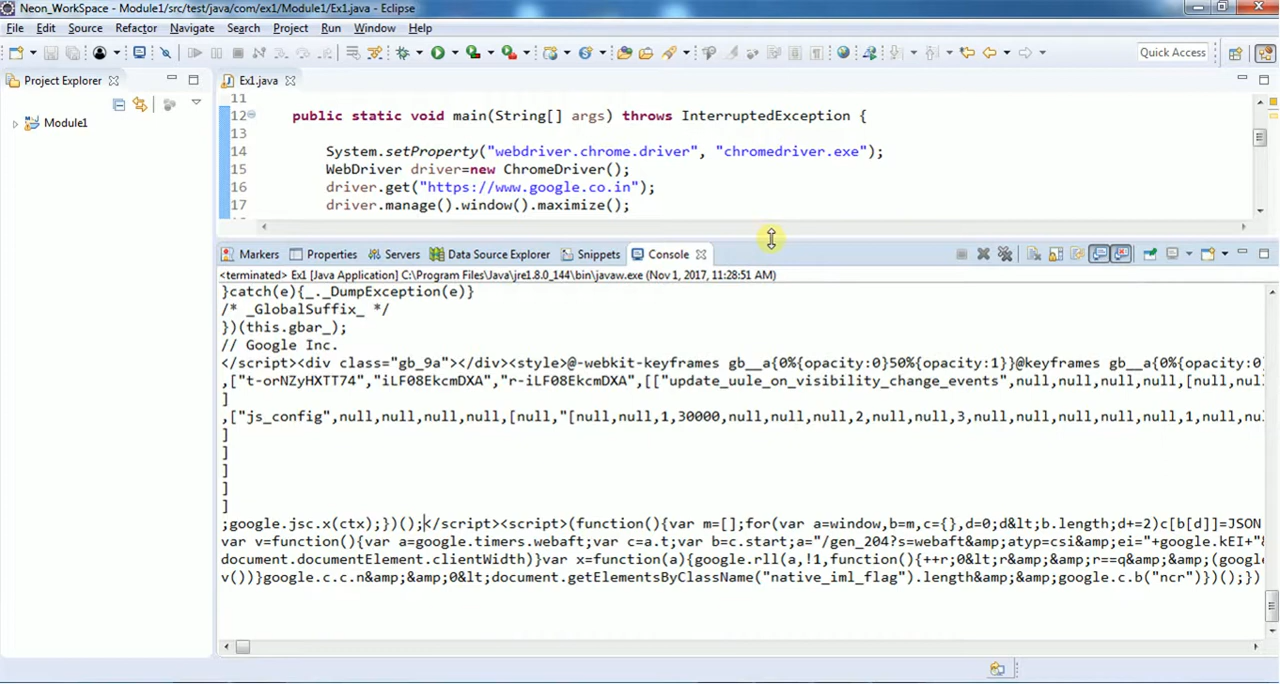 Neon_WorkSpace - Module1/src/test/java/com/ex1/Module1/Ex1.java - Eclipse
File Edit Source Refactor Navigate Search Project Run Window Help
Quick Access
Project Explorer
Module1
Ex1.java
11
12 public static void main(String[] args) throws InterruptedException {
13
14 System.setProperty("webdriver.chrome.driver", "chromedriver.exe");
15 WebDriver driver=new ChromeDriver();
16 driver.get("https://www.google.co.in");
17 driver.manage().window().maximize();
Markers Properties Servers Data Source Explorer Snippets Console
<terminated> Ex1 [Java Application] C:\Program Files\Java\jre1.8.0_144\bin\javaw.exe (Nov 1, 2017, 11:28:51 AM)
}catch(e){_._DumpException(e)}
/* _GlobalSuffix_ */
})(this.gbar_);
// Google Inc.
</script><div class="gb_9a"></div><style>@-webkit-keyframes gb__a{0%{opacity:0}50%{opacity:1}}@keyframes gb__a{0%{opacity:0}
,["t-orNZyHXTT74","iLF08EkcmDXA","r-iLF08EkcmDXA",[["update_uule_on_visibility_change_events",null,null,null,null,[null,nul
]
,["js_config",null,null,null,null,[null,"[null,null,1,30000,null,null,null,2,null,null,3,null,null,null,null,null,1,null,nu
]
]
]
]
]
;google.jsc.x(ctx);})();</script><script>(function(){var m=[];for(var a=window,b=m,c={},d=0;d&lt;b.length;d+=2)c[b[d]]=JSON
var v=function(){var a=google.timers.webaft;var c=a.t;var b=c.start;a="/gen_204?s=webaft&amp;atyp=csi&amp;ei="+google.kEI+"&
document.documentElement.clientWidth)}var x=function(a){google.rll(a,!1,function(){++r;0&lt;r&amp;&amp;r==q&amp;&amp;(goog
v())}google.c.c.n&amp;&amp;0&lt;document.getElementsByClassName("native_iml_flag").length&amp;&amp;google.c.b("ncr")})();})